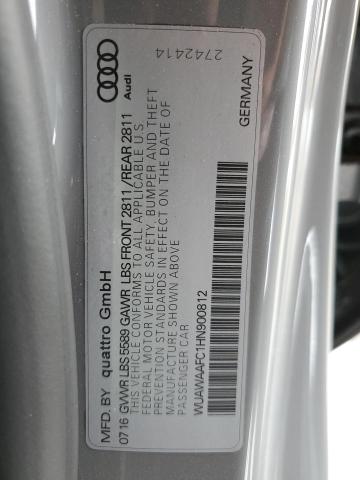 MFD. BY quattro GmbH
Audi
07 16 GVWR LBS 5589 GAWR LBS FRONT 2811 / REAR 2811
THIS VEHICLE CONFORMS TO ALL APPLICABLE U.S
FEDERAL MOTOR VEHICLE SAFETY, BUMPER AND THEFT
PREVENTION STANDARDS IN EFFECT ON THE DATE OF
MANUFACTURE SHOWN ABOVE
PASSENGER CAR
WUAWAAFC1HN900812
GERMANY
2742414